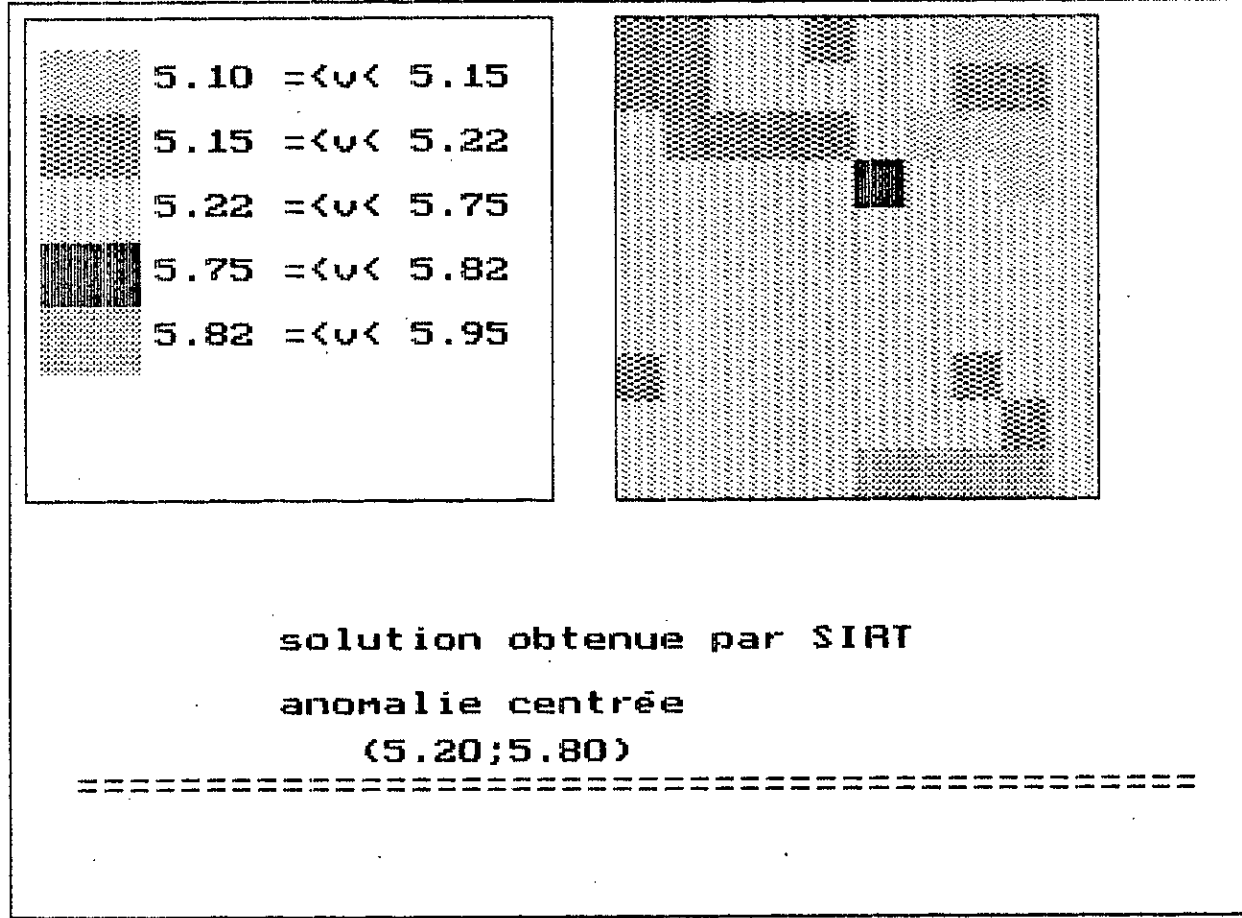 5.10 =<v< 5.15
5.15 =<v< 5.22
5.22 =<v< 5.75
5.75 =<v< 5.82
5.82 =<v< 5.95
solution obtenue par SIRT
anomalie centrée
(5.20;5.80)
============================================